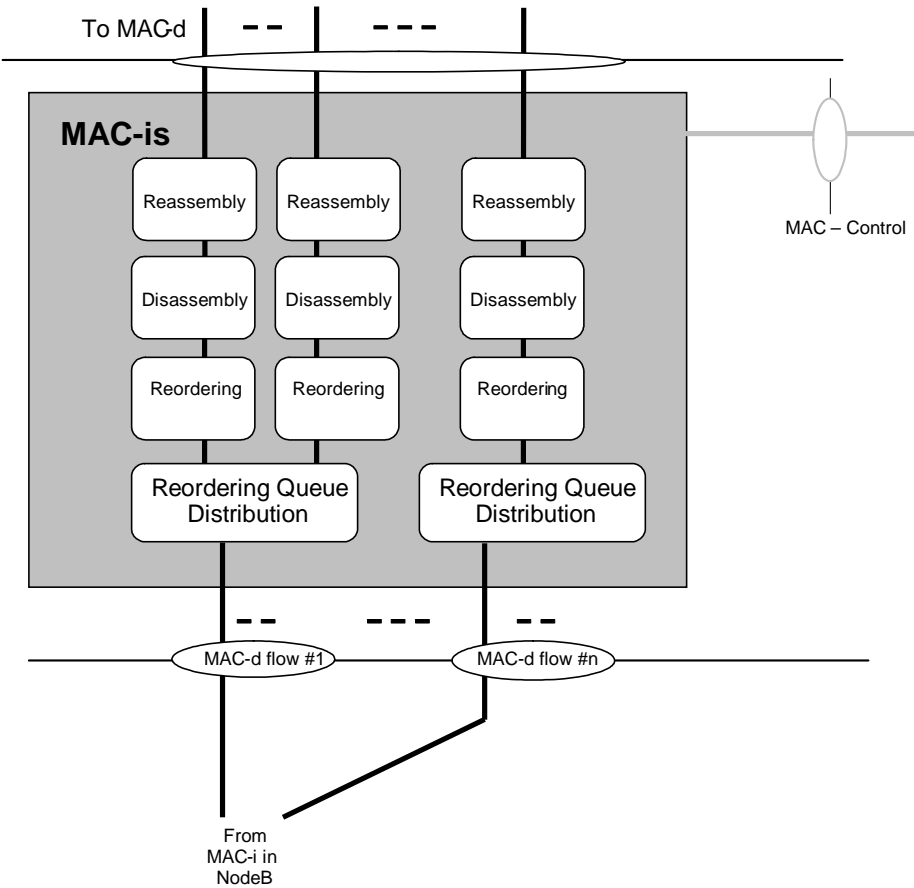 To MAC-d
MAC-is
Reassembly
Reassembly
Reassembly
MAC – Control
Disassembly
Disassembly
Disassembly
Reordering
Reordering
Reordering
Reordering Queue
Distribution
Reordering Queue
Distribution
MAC-d flow #1
MAC-d flow #n
From
MAC-i in
NodeB